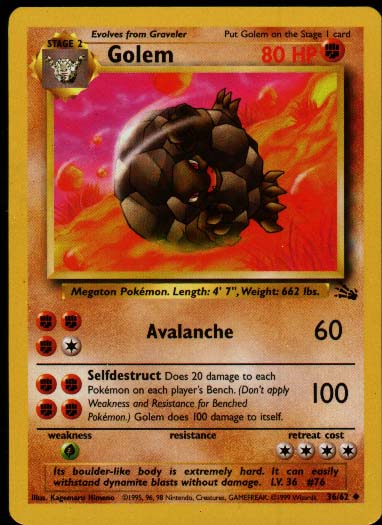 Evolves from Graveler Put Golem on the Stage 1 card
STAGE 2
Golem 80 HP
Megaton Pokémon. Length: 4' 7", Weight: 662 lbs.
Avalanche 60
Selfdestruct Does 20 damage to each
Pokémon on each player's Bench. (Don't apply
Weakness and Resistance for Benched
Pokémon.) Golem does 100 damage to itself.
100
weakness resistance retreat cost
Its boulder-like body is extremely hard. It can easily
withstand dynamite blasts without damage. LV. 36 #76
Illus. Kagemaru Himeno ©1995, 96, 98 Nintendo, Creatures, GAMEFREAK. ©1999 Wizards. 36/62